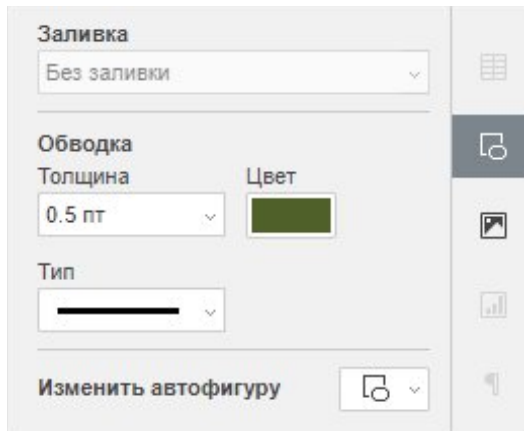 Заливка
Без заливки
Обводка
Толщина Цвет
0.5 пт
Тип
Изменить автофигуру